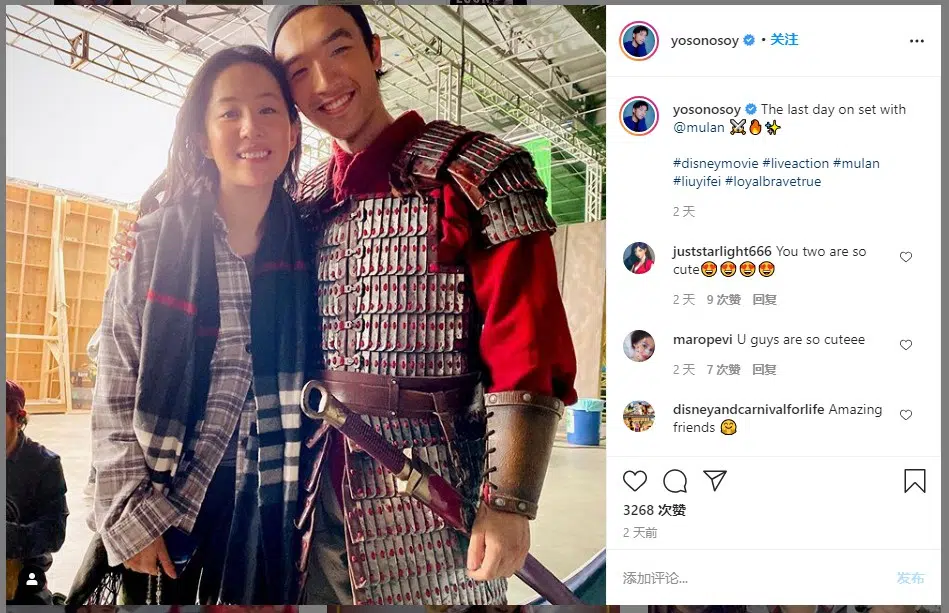 yosonosoy • 关注
yosonosoy The last day on set with
@mulan ⚔️🔥✨
#disneymovie #liveaction #mulan
#liuyifei #loyalbravetrue
2 天
juststarlight666 You two are so
cute🤩🤩🤩🤩
2 天 9 次赞 回复
maropevi U guys are so cuteee
2 天 7 次赞 回复
disneyandcarnivalforlife Amazing
friends 🤗
3268 次赞
2 天前
添加评论...
发布